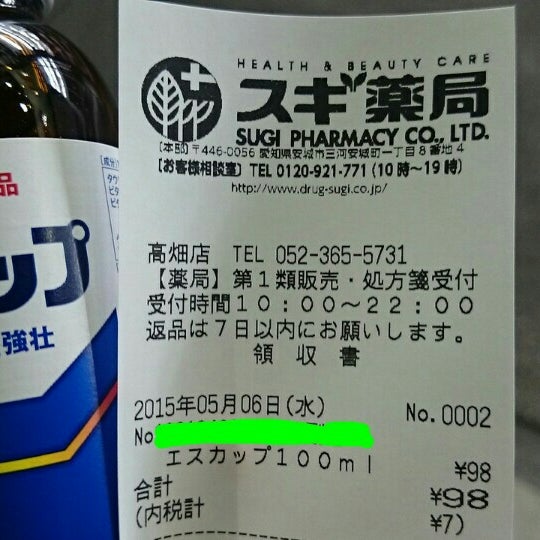 HEALTH & BEAUTY CARE
スギ薬局
SUGI PHARMACY CO., LTD.
〔本部〕〒446-0056 愛知県安城市三河安城町一丁目8番地4
〔お客様相談室〕 TEL 0120-921-771 (10時〜19時)
http://www.drug-sugi.co.jp/
高畑店 TEL 052-365-5731
【薬局】第1類販売・処方箋受付
受付時間10:00〜22:00
返品は7日以内にお願いします。
領 収 書
2015年05月06日(水) No.0002
No
エスカップ100ml ¥98
合計 ¥98
(内税計 ¥7)
品
ップ
強壮